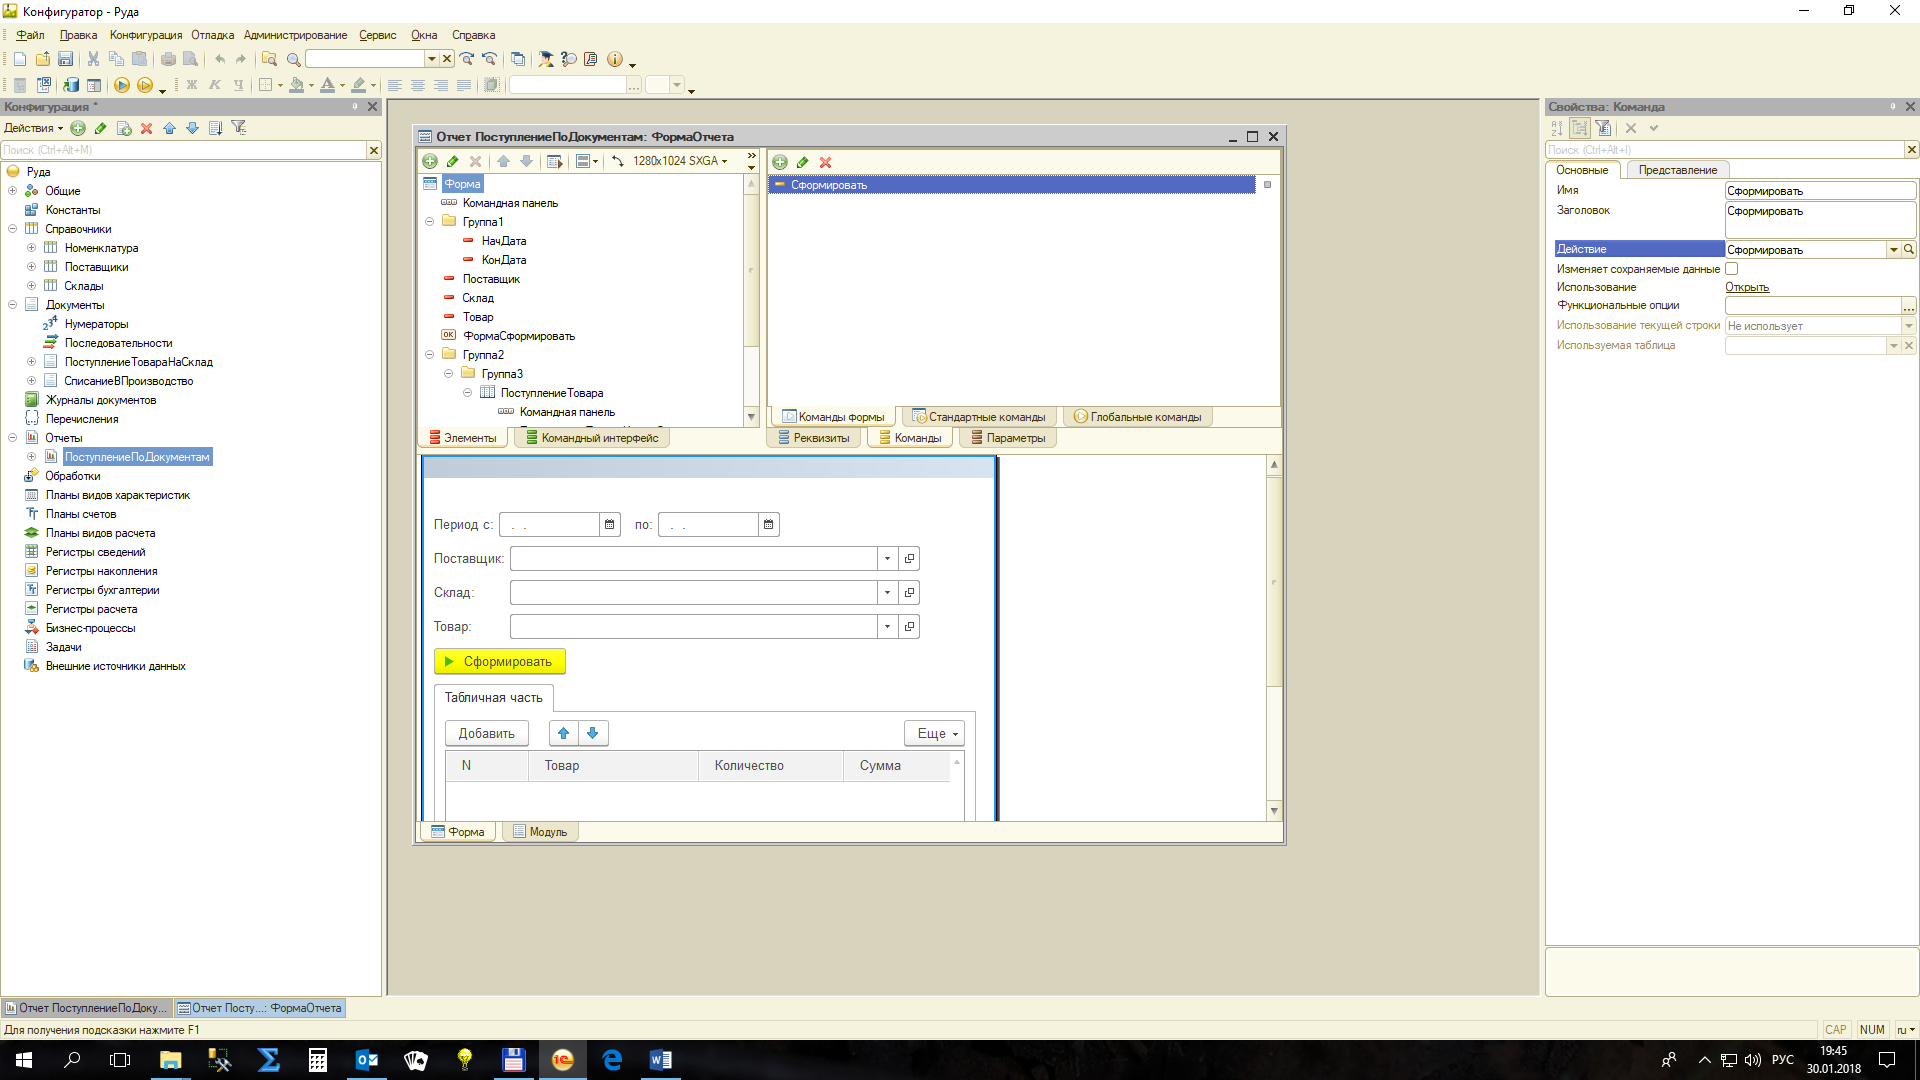 Конфигуратор - Руда
Файл Правка Конфигурация Отладка Администрирование Сервис Окна Справка
Ж К Ч
Конфигурация *
Действия
Поиск (Ctrl+Alt+M)
Руда
Общие
Константы
Справочники
Номенклатура
Поставщики
Склады
Документы
Нумераторы
Последовательности
ПоступлениеТовараНаСклад
СписаниеВПроизводство
Журналы документов
Перечисления
Отчеты
ПоступлениеПоДокументам
Обработки
Планы видов характеристик
Планы счетов
Планы видов расчета
Регистры сведений
Регистры накопления
Регистры бухгалтерии
Регистры расчета
Бизнес-процессы
Задачи
Внешние источники данных
Отчет ПоступлениеПоДокументам: ФормаОтчета
1280x1024 SXGA
Форма
Командная панель
Группа1
НачДата
КонДата
Поставщик
Склад
Товар
OK ФормаСформировать
Группа2
Группа3
ПоступлениеТовара
Командная панель
Элементы Командный интерфейс
Сформировать
Команды формы Стандартные команды Глобальные команды
Реквизиты Команды Параметры
Период с: . . по: . .
Поставщик:
Склад:
Товар:
Сформировать
Табличная часть
Добавить Еще
N Товар Количество Сумма
Форма Модуль
Свойства: Команда
Поиск (Ctrl+Alt+I)
Основные Представление
Имя Сформировать
Заголовок Сформировать
Действие Сформировать
Изменяет сохраняемые данные
Использование Открыть
Функциональные опции ...
Использование текущей строки Не использует
Используемая таблица
Отчет ПоступлениеПоДоку... Отчет Посту...: ФормаОтчета
Для получения подсказки нажмите F1
CAP NUM ru
РУС
19:45
30.01.2018